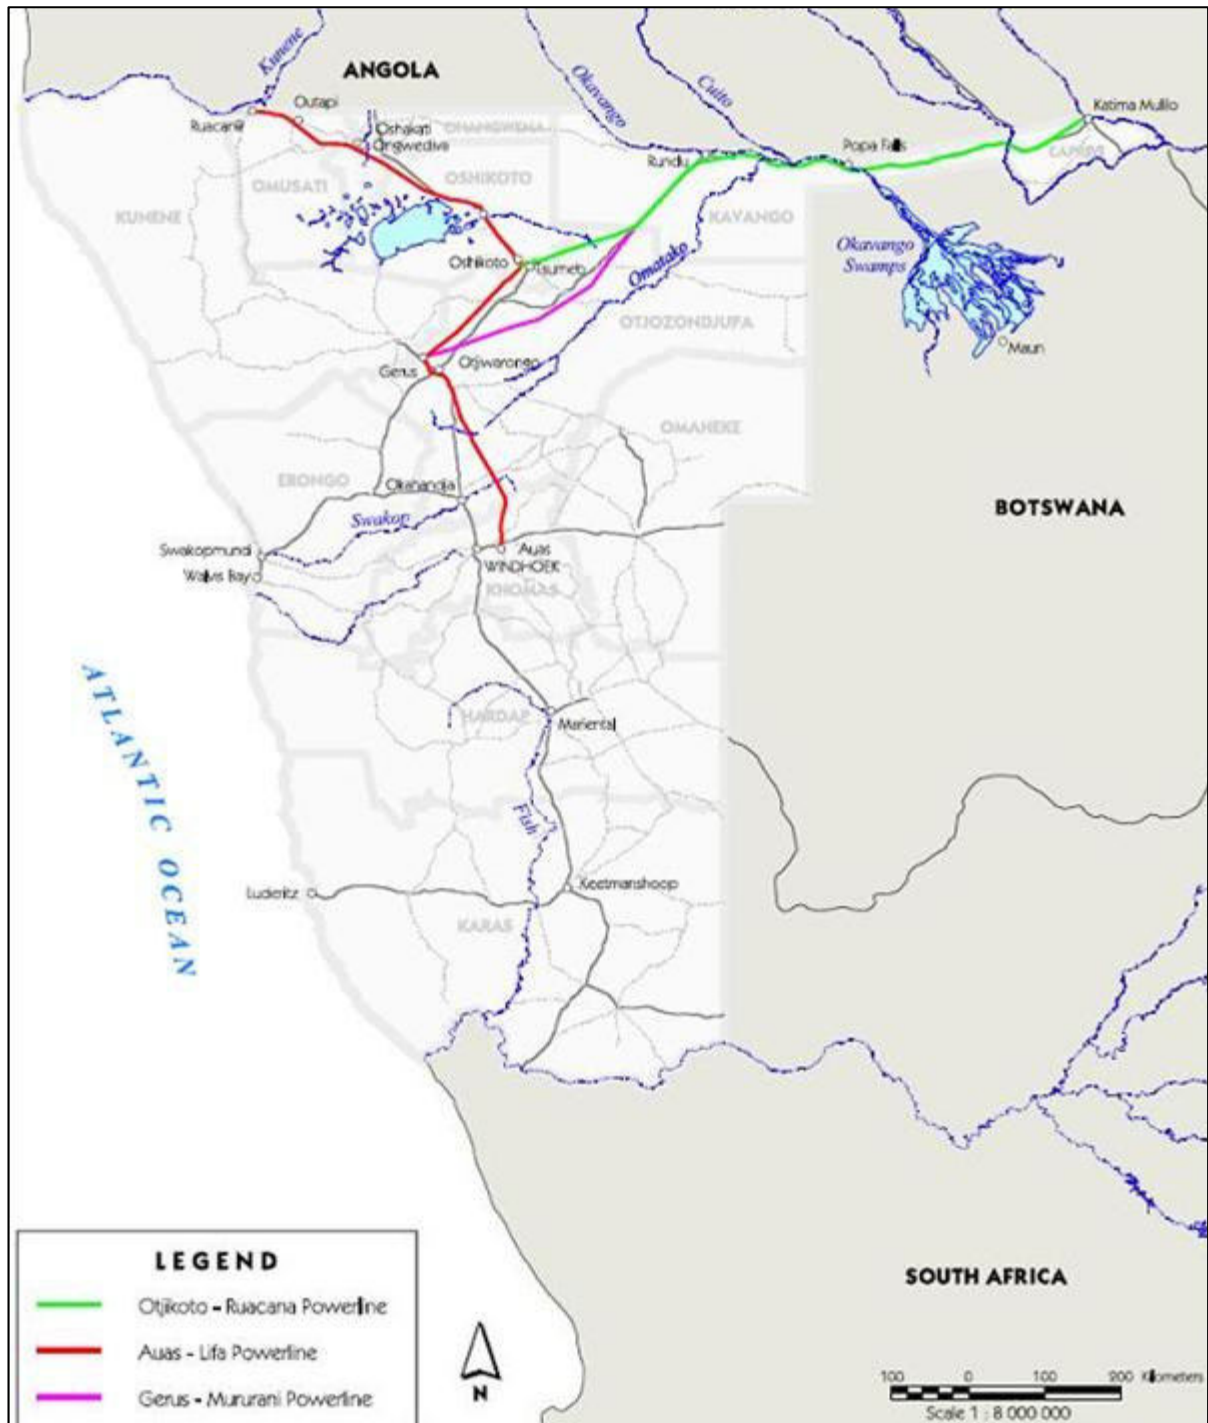 Kunene
ANGOLA
Okavango
Cuito
Outapi
Ruacana
Oshakati
Ongwediva
OHANGWENA
Katima Mulilo
Rundu
Popa Falls
CAPRIVI
OMUSATI
OSHIKOTO
KUNENE
KAVANGO
Okavango
Swamps
Oshikoto
Tsumeb
Omatako
OTJOZONDJUPA
Maun
Gerus
Otjiwarongo
OMAHEKE
ERONGO
Okahandja
BOTSWANA
Swakop
Swakopmund
Auas
Walvis Bay
WINDHOEK
KHOMAS
ATLANTIC OCEAN
HARDAP
Mariental
Fish
Luderitz
Keetmanshoop
KARAS
SOUTH AFRICA
LEGEND
Otjikoto - Ruacana Powerline
Auas - Lifa Powerline
Gerus - Mururani Powerline
N
100 0 100 200 Kilometers
Scale 1 : 8 000 000